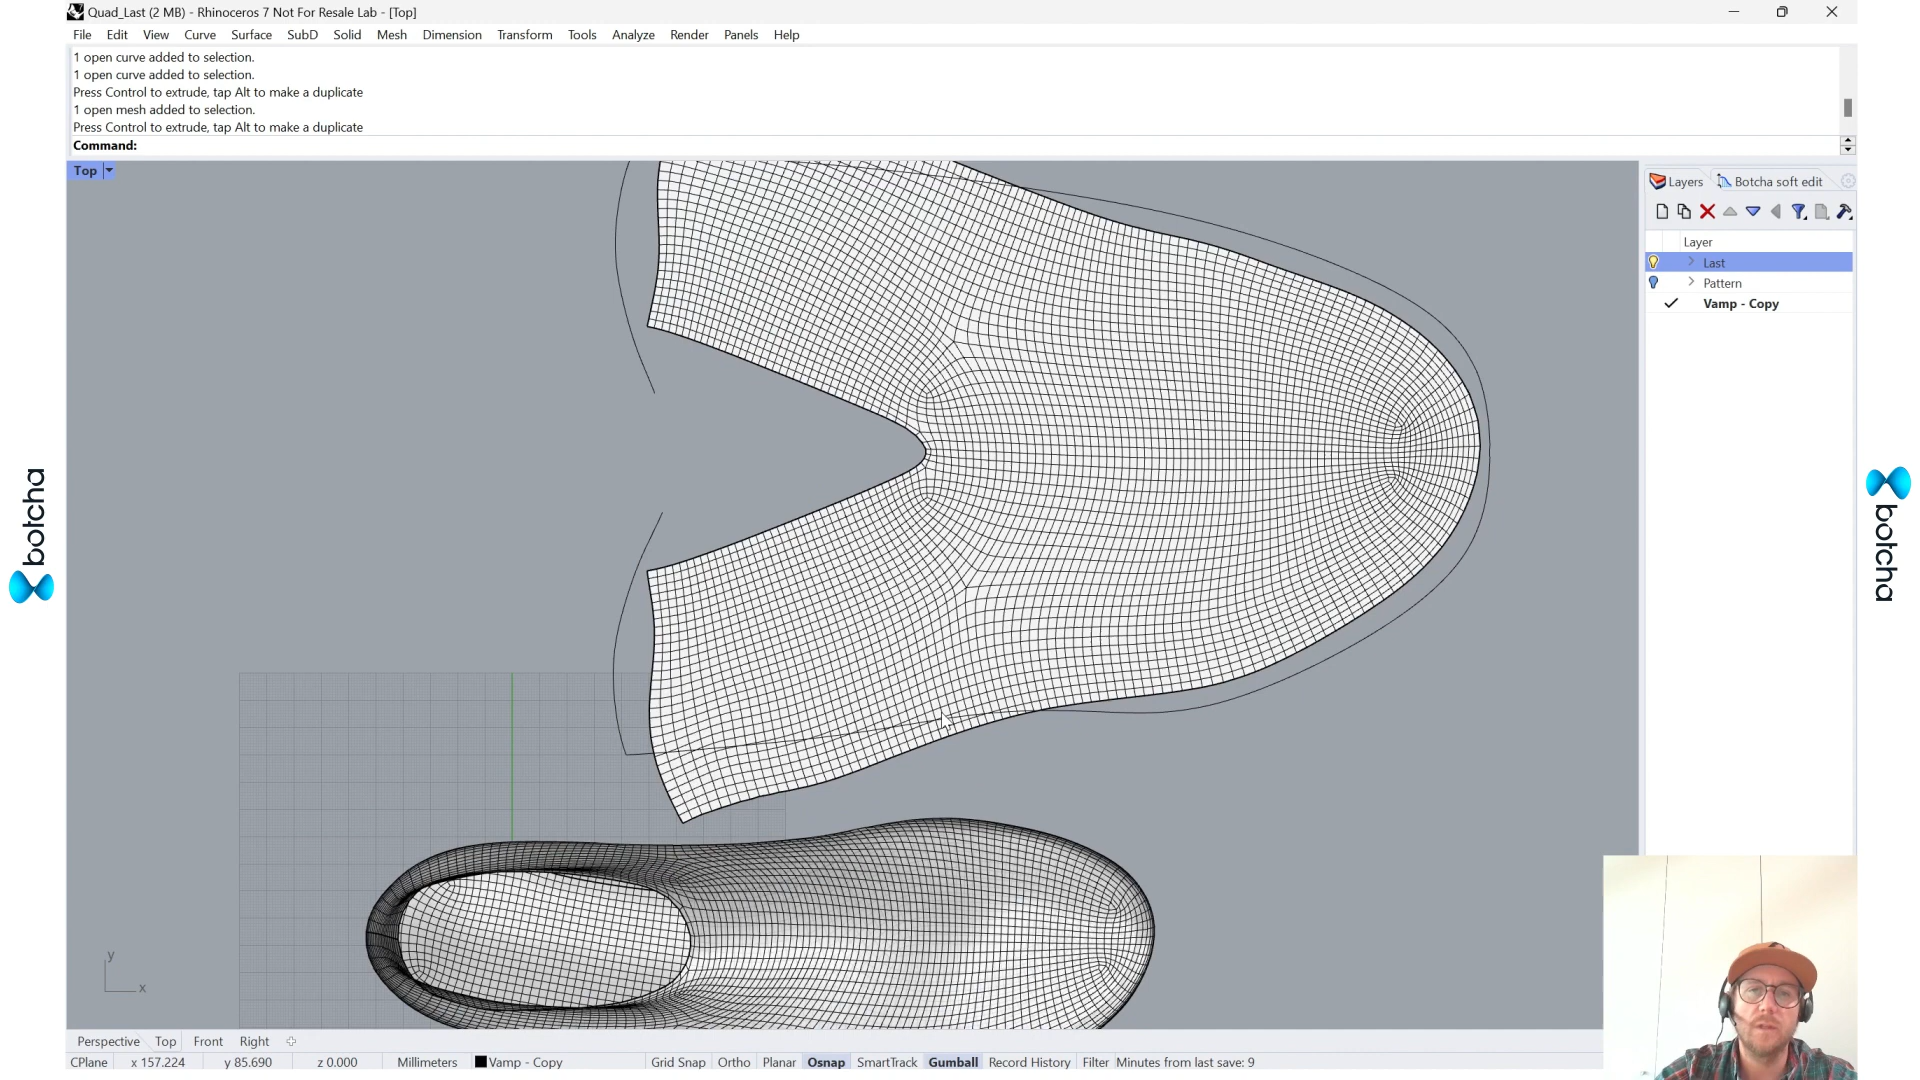 Quad_Last (2 MB) - Rhinoceros 7 Not For Resale Lab - [Top]
File Edit View Curve Surface SubD Solid Mesh Dimension Transform Tools Analyze Render Panels Help
1 open curve added to selection.
1 open curve added to selection.
Press Control to extrude, tap Alt to make a duplicate
1 open mesh added to selection.
Press Control to extrude, tap Alt to make a duplicate
Command:
Top
Layers Botcha soft edit
Layer
Last
Pattern
Vamp - Copy
botcha
botcha
y
x
Perspective Top Front Right
CPlane x 157.224 y 85.690 z 0.000 Millimeters Vamp - Copy Grid Snap Ortho Planar Osnap SmartTrack Gumball Record History Filter Minutes from last save: 9